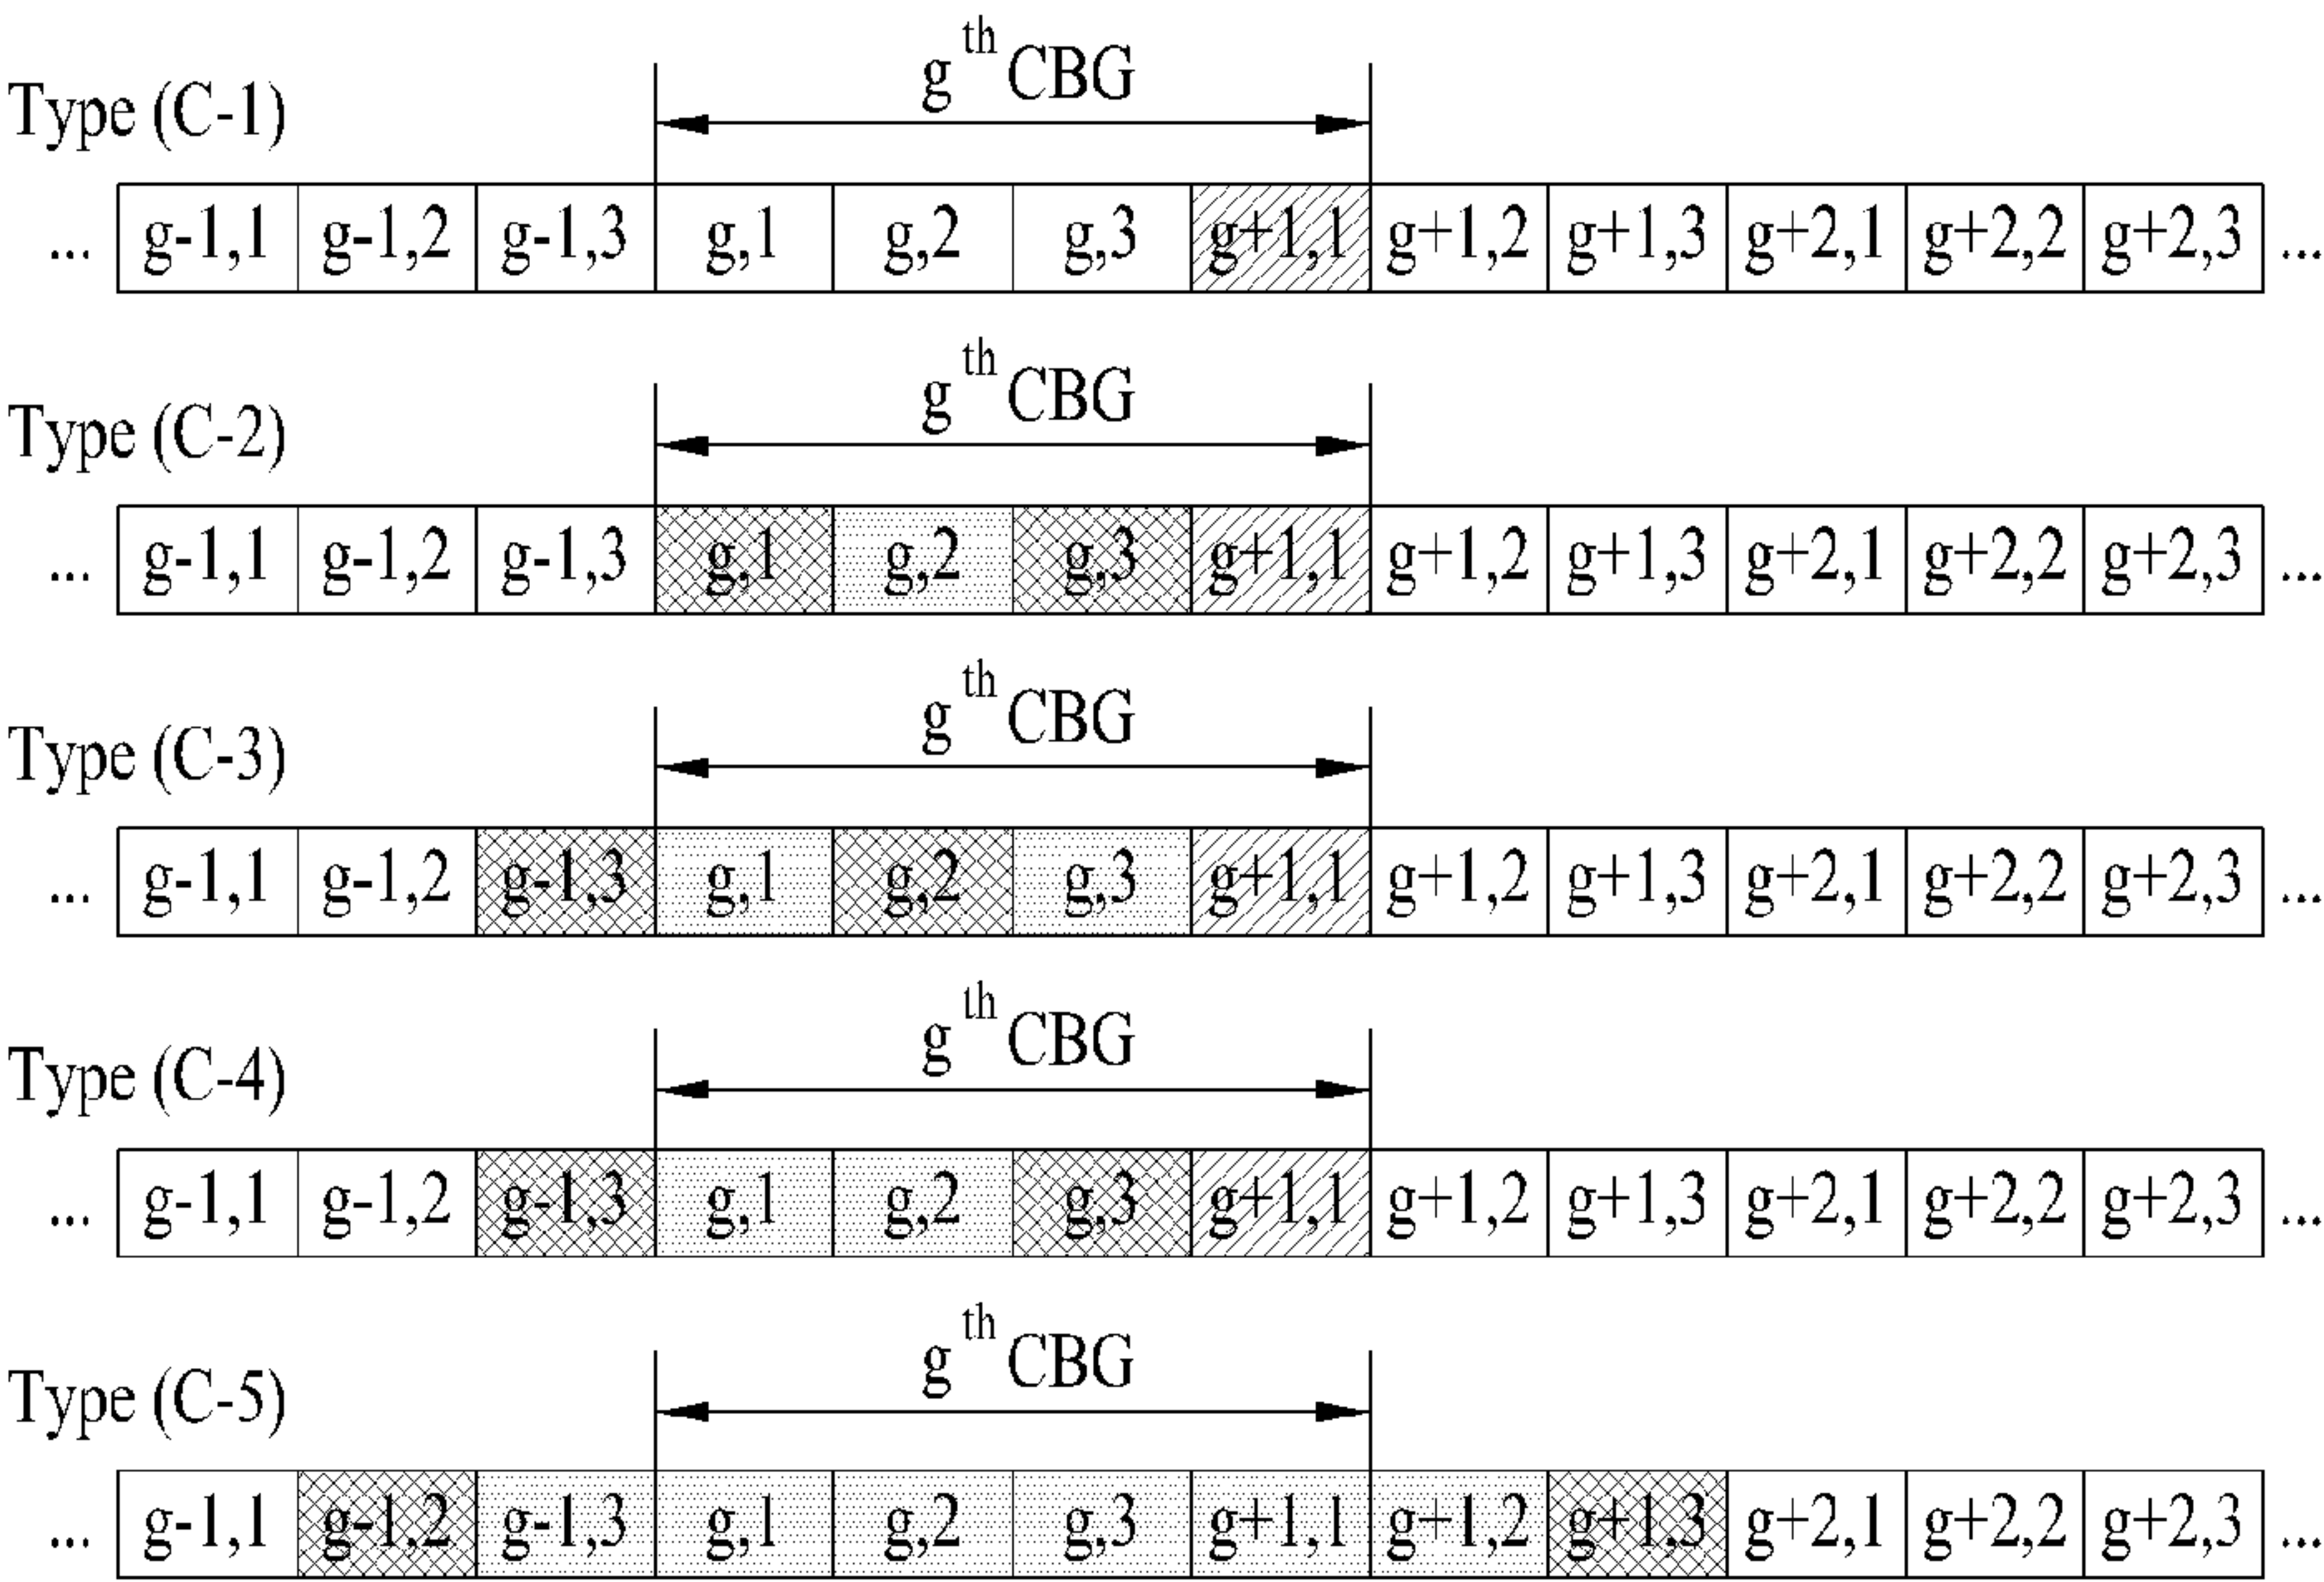 g th CBG
Type (C-1)
... g-1,1 g-1,2 g-1,3 g,1 g,2 g,3 g+1,1 g+1,2 g+1,3 g+2,1 g+2,2 g+2,3 ...
g th CBG
Type (C-2)
... g-1,1 g-1,2 g-1,3 g,1 g,2 g,3 g+1,1 g+1,2 g+1,3 g+2,1 g+2,2 g+2,3 ...
g th CBG
Type (C-3)
... g-1,1 g-1,2 g-1,3 g,1 g,2 g,3 g+1,1 g+1,2 g+1,3 g+2,1 g+2,2 g+2,3 ...
g th CBG
Type (C-4)
... g-1,1 g-1,2 g-1,3 g,1 g,2 g,3 g+1,1 g+1,2 g+1,3 g+2,1 g+2,2 g+2,3 ...
g th CBG
Type (C-5)
... g-1,1 g-1,2 g-1,3 g,1 g,2 g,3 g+1,1 g+1,2 g+1,3 g+2,1 g+2,2 g+2,3 ...